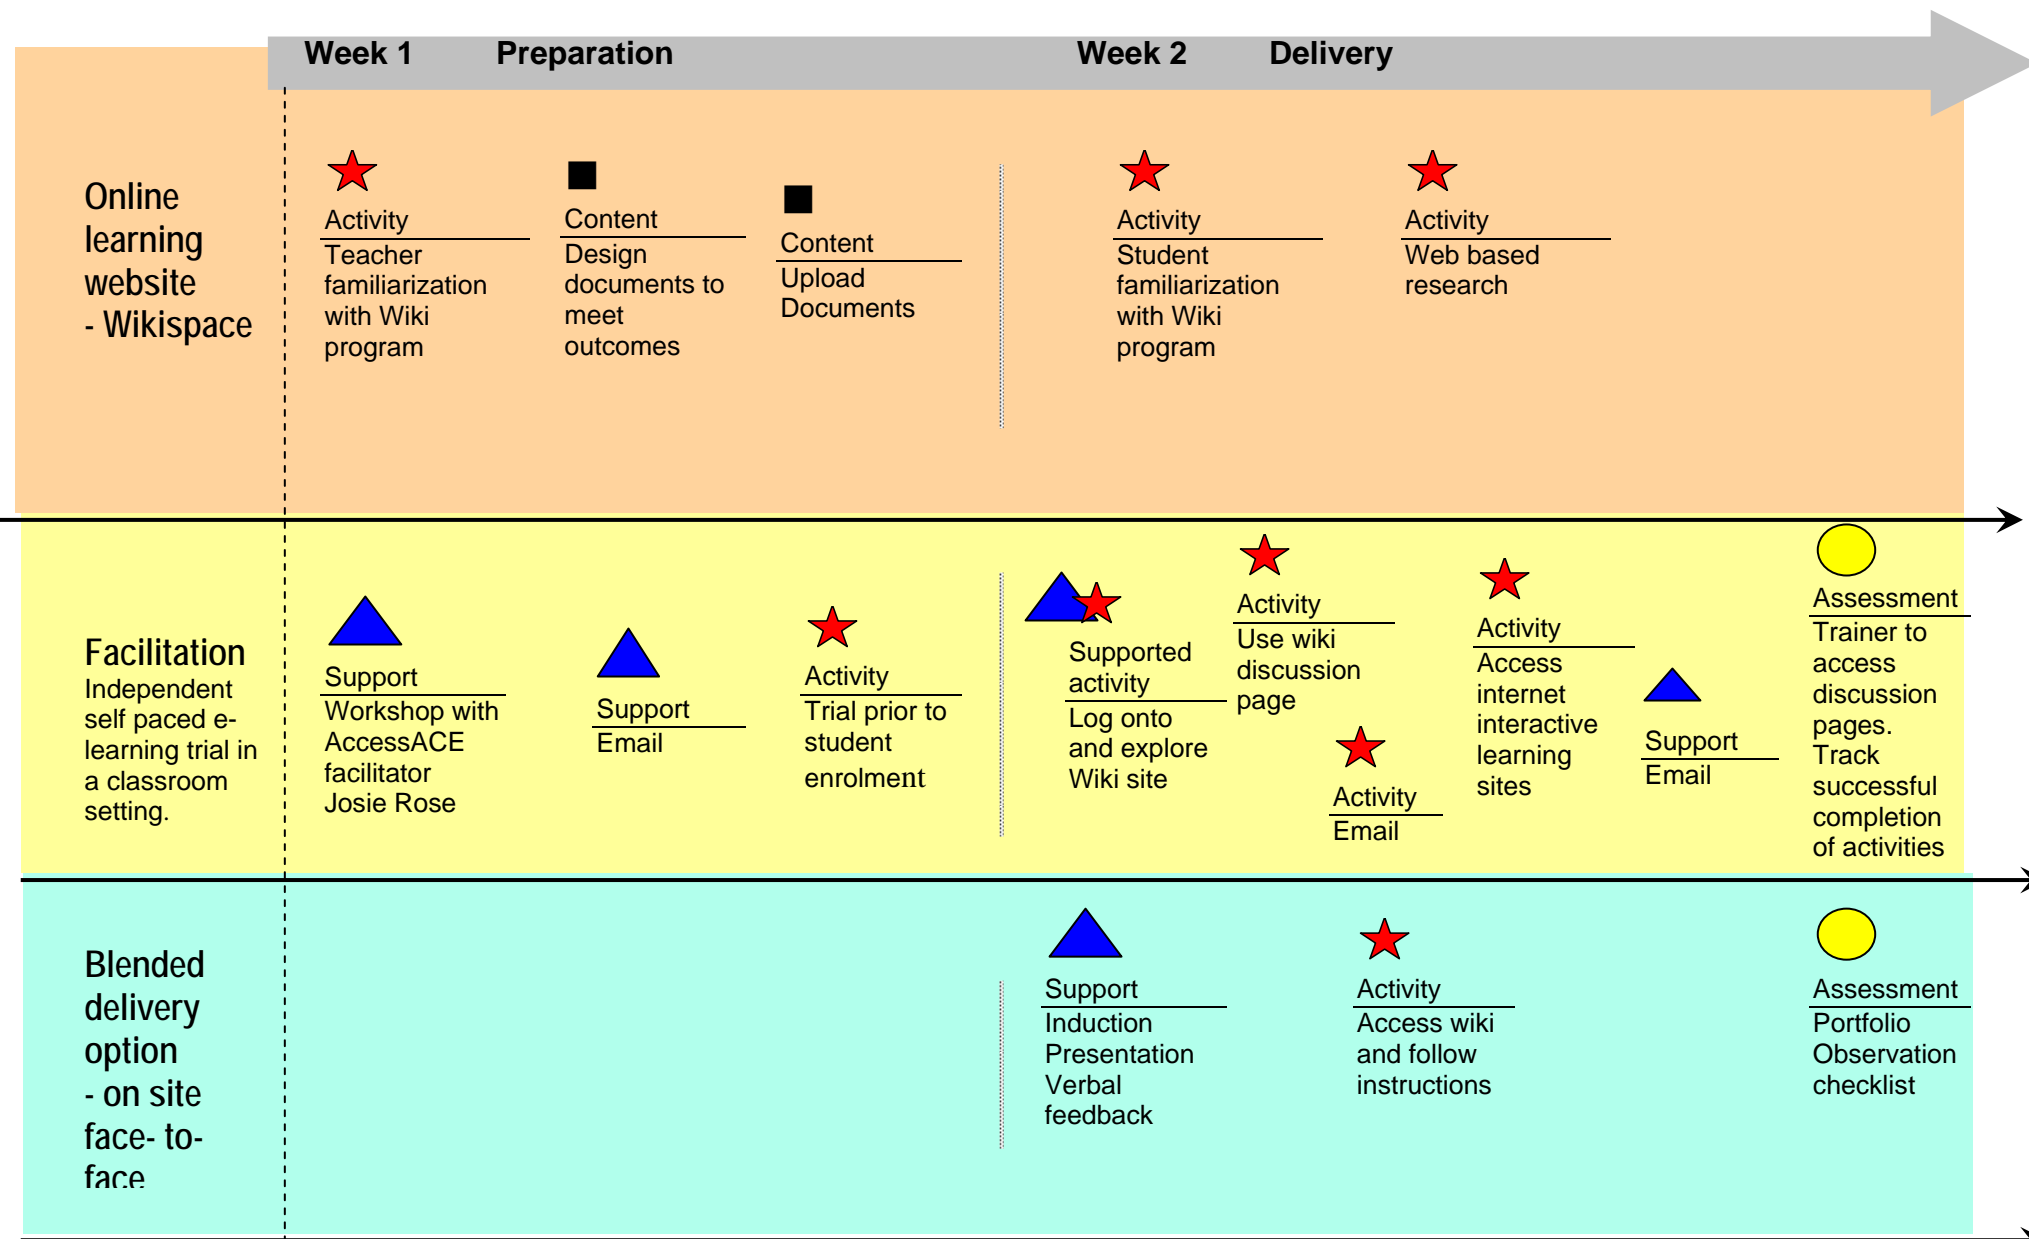 Week 1 Preparation Week 2 Delivery
Online
learning
website
- Wikispace
Activity
Teacher
familiarization
with Wiki
program
Content
Design
documents to
meet
outcomes
Content
Upload
Documents
Activity
Student
familiarization
with Wiki
program
Activity
Web based
research
Facilitation
Independent
self paced e-
learning trial in
a classroom
setting.
Support
Workshop with
AccessACE
facilitator
Josie Rose
Support
Email
Activity
Trial prior to
student
enrolment
Supported
activity
Log onto
and explore
Wiki site
Activity
Use wiki
discussion
page
Activity
Email
Activity
Access
internet
interactive
learning
sites
Support
Email
Assessment
Trainer to
access
discussion
pages.
Track
successful
completion
of activities
Blended
delivery
option
- on site
face- to-
face
Support
Induction
Presentation
Verbal
feedback
Activity
Access wiki
and follow
instructions
Assessment
Portfolio
Observation
checklist